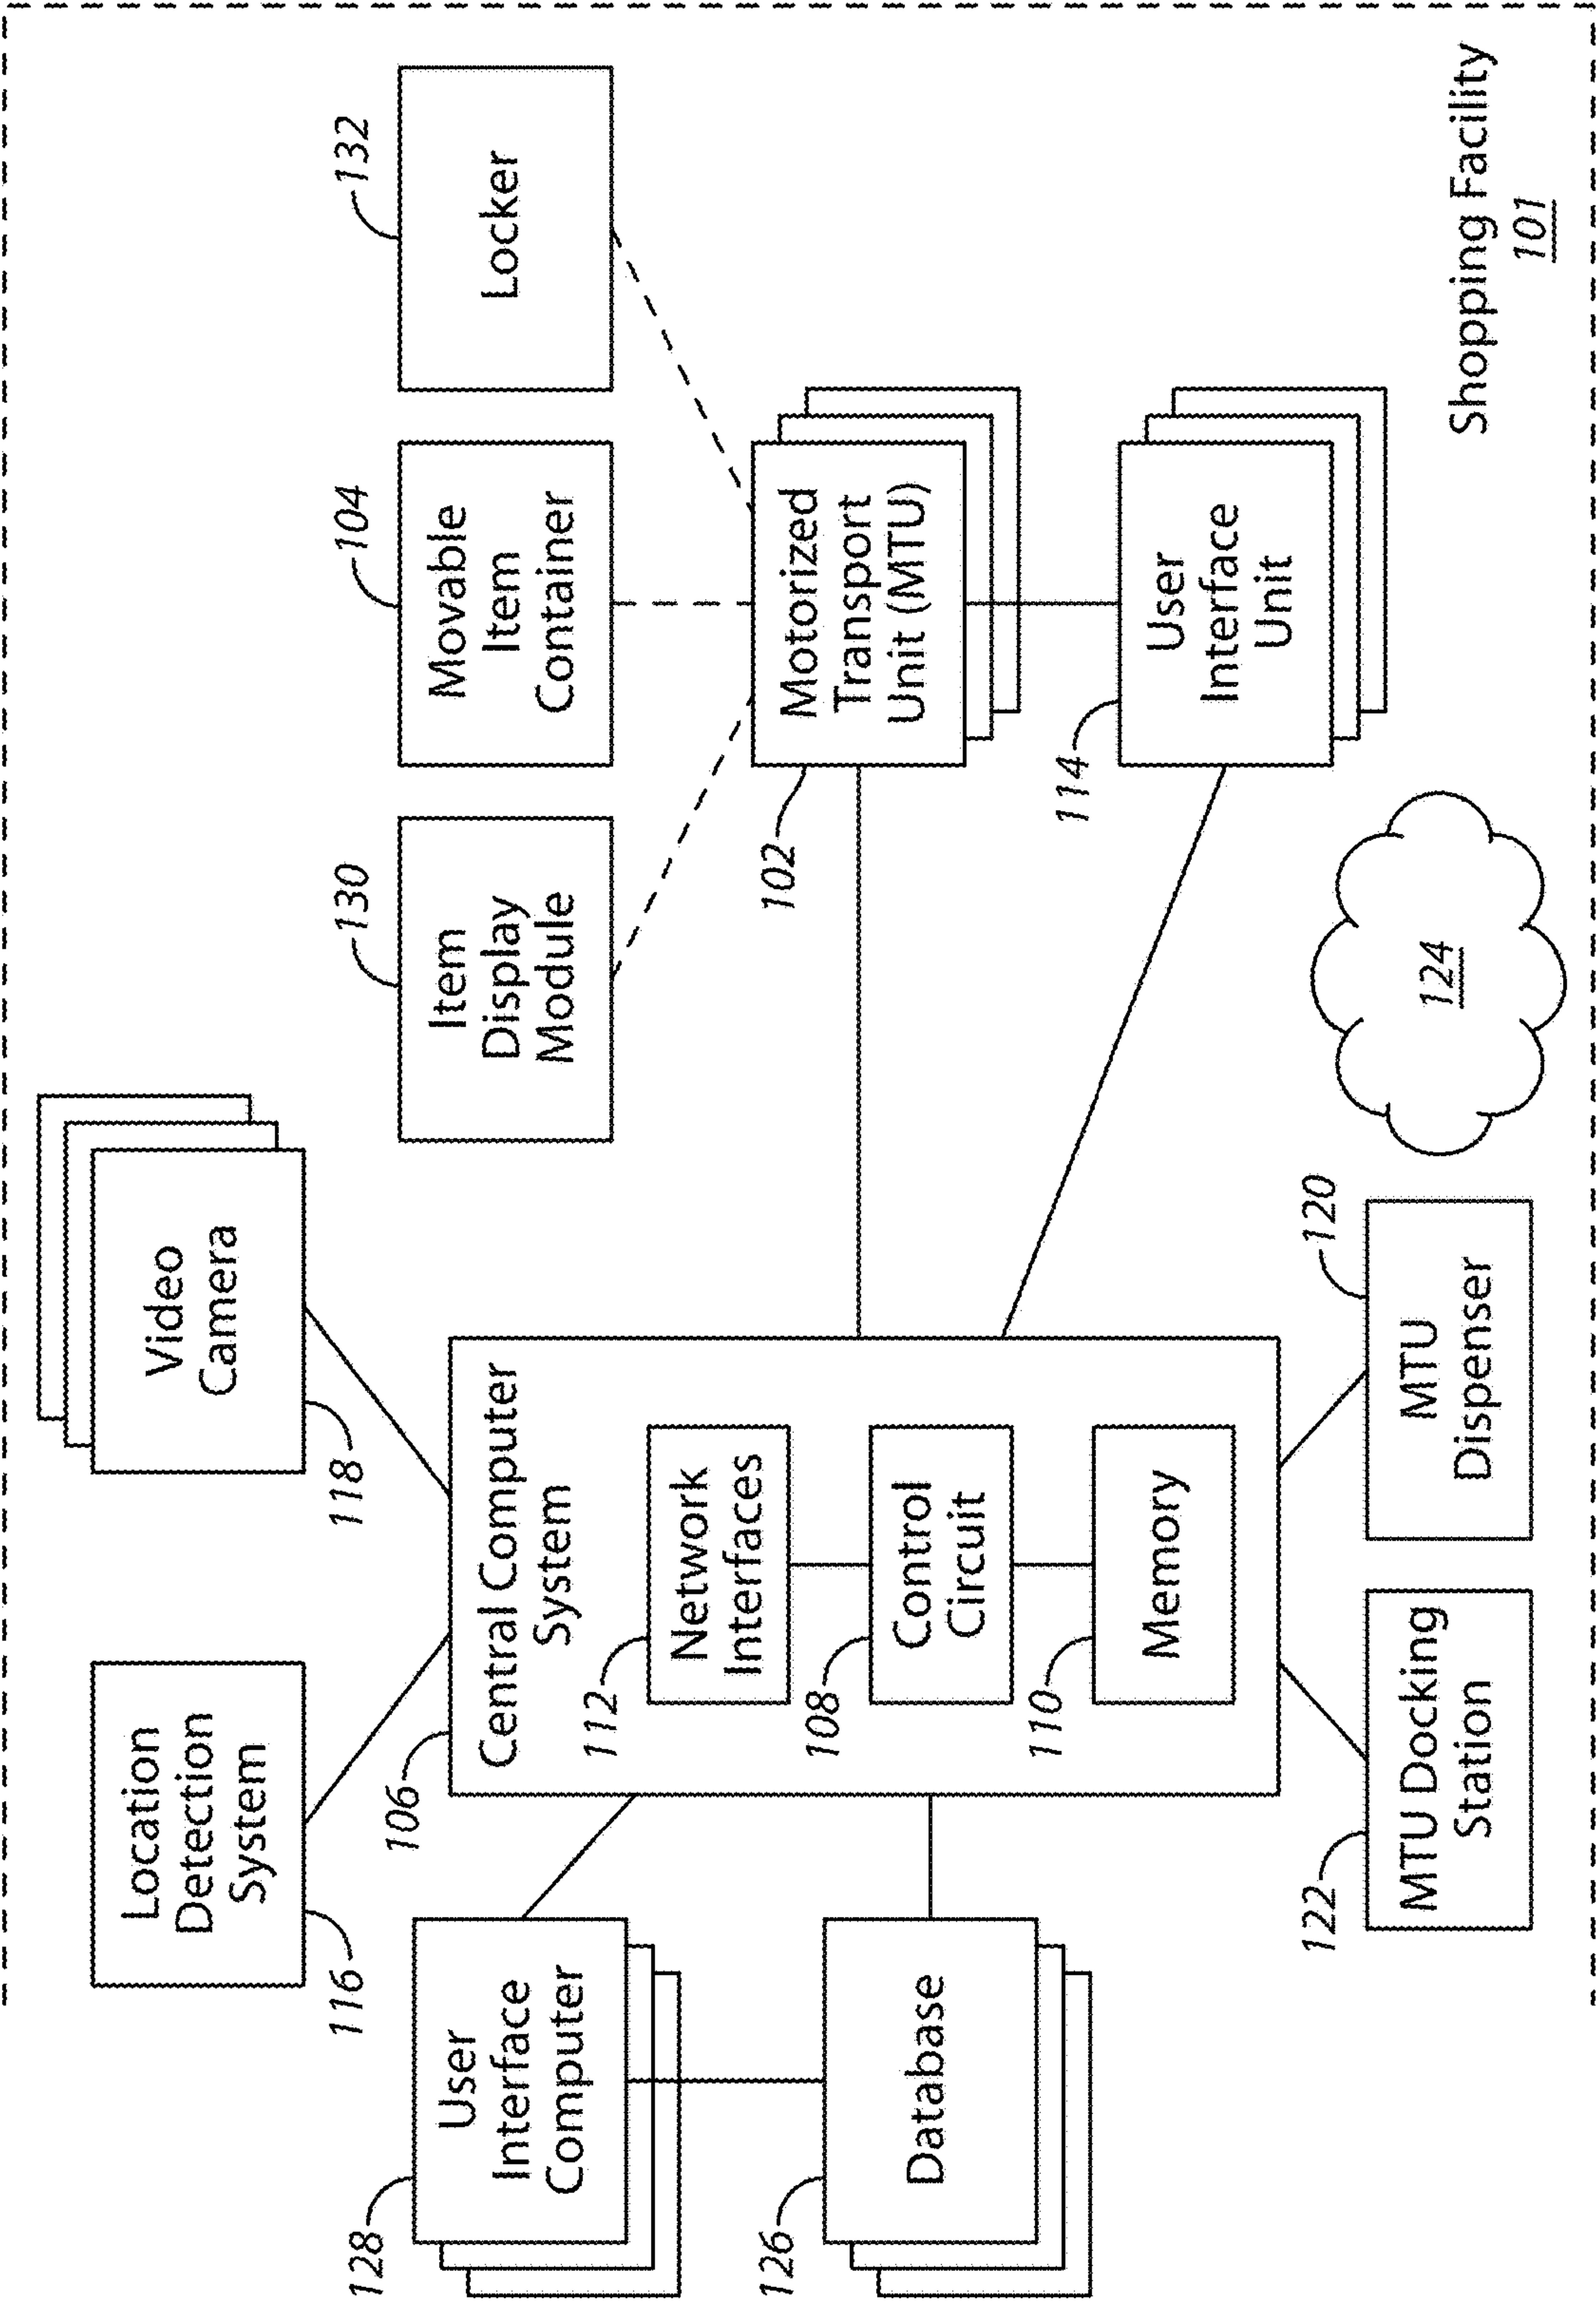 Location
Detection
System
116
Video
Camera
118
User
Interface
Computer
128
Database
126
106
Central Computer
System
112
Network
Interfaces
108
Control
Circuit
110
Memory
130
Item
Display
Module
104
Movable
Item
Container
132
Locker
102
Motorized
Transport
Unit (MTU)
114
User
Interface
Unit
122
MTU Docking
Station
120
MTU
Dispenser
124
Shopping Facility
101